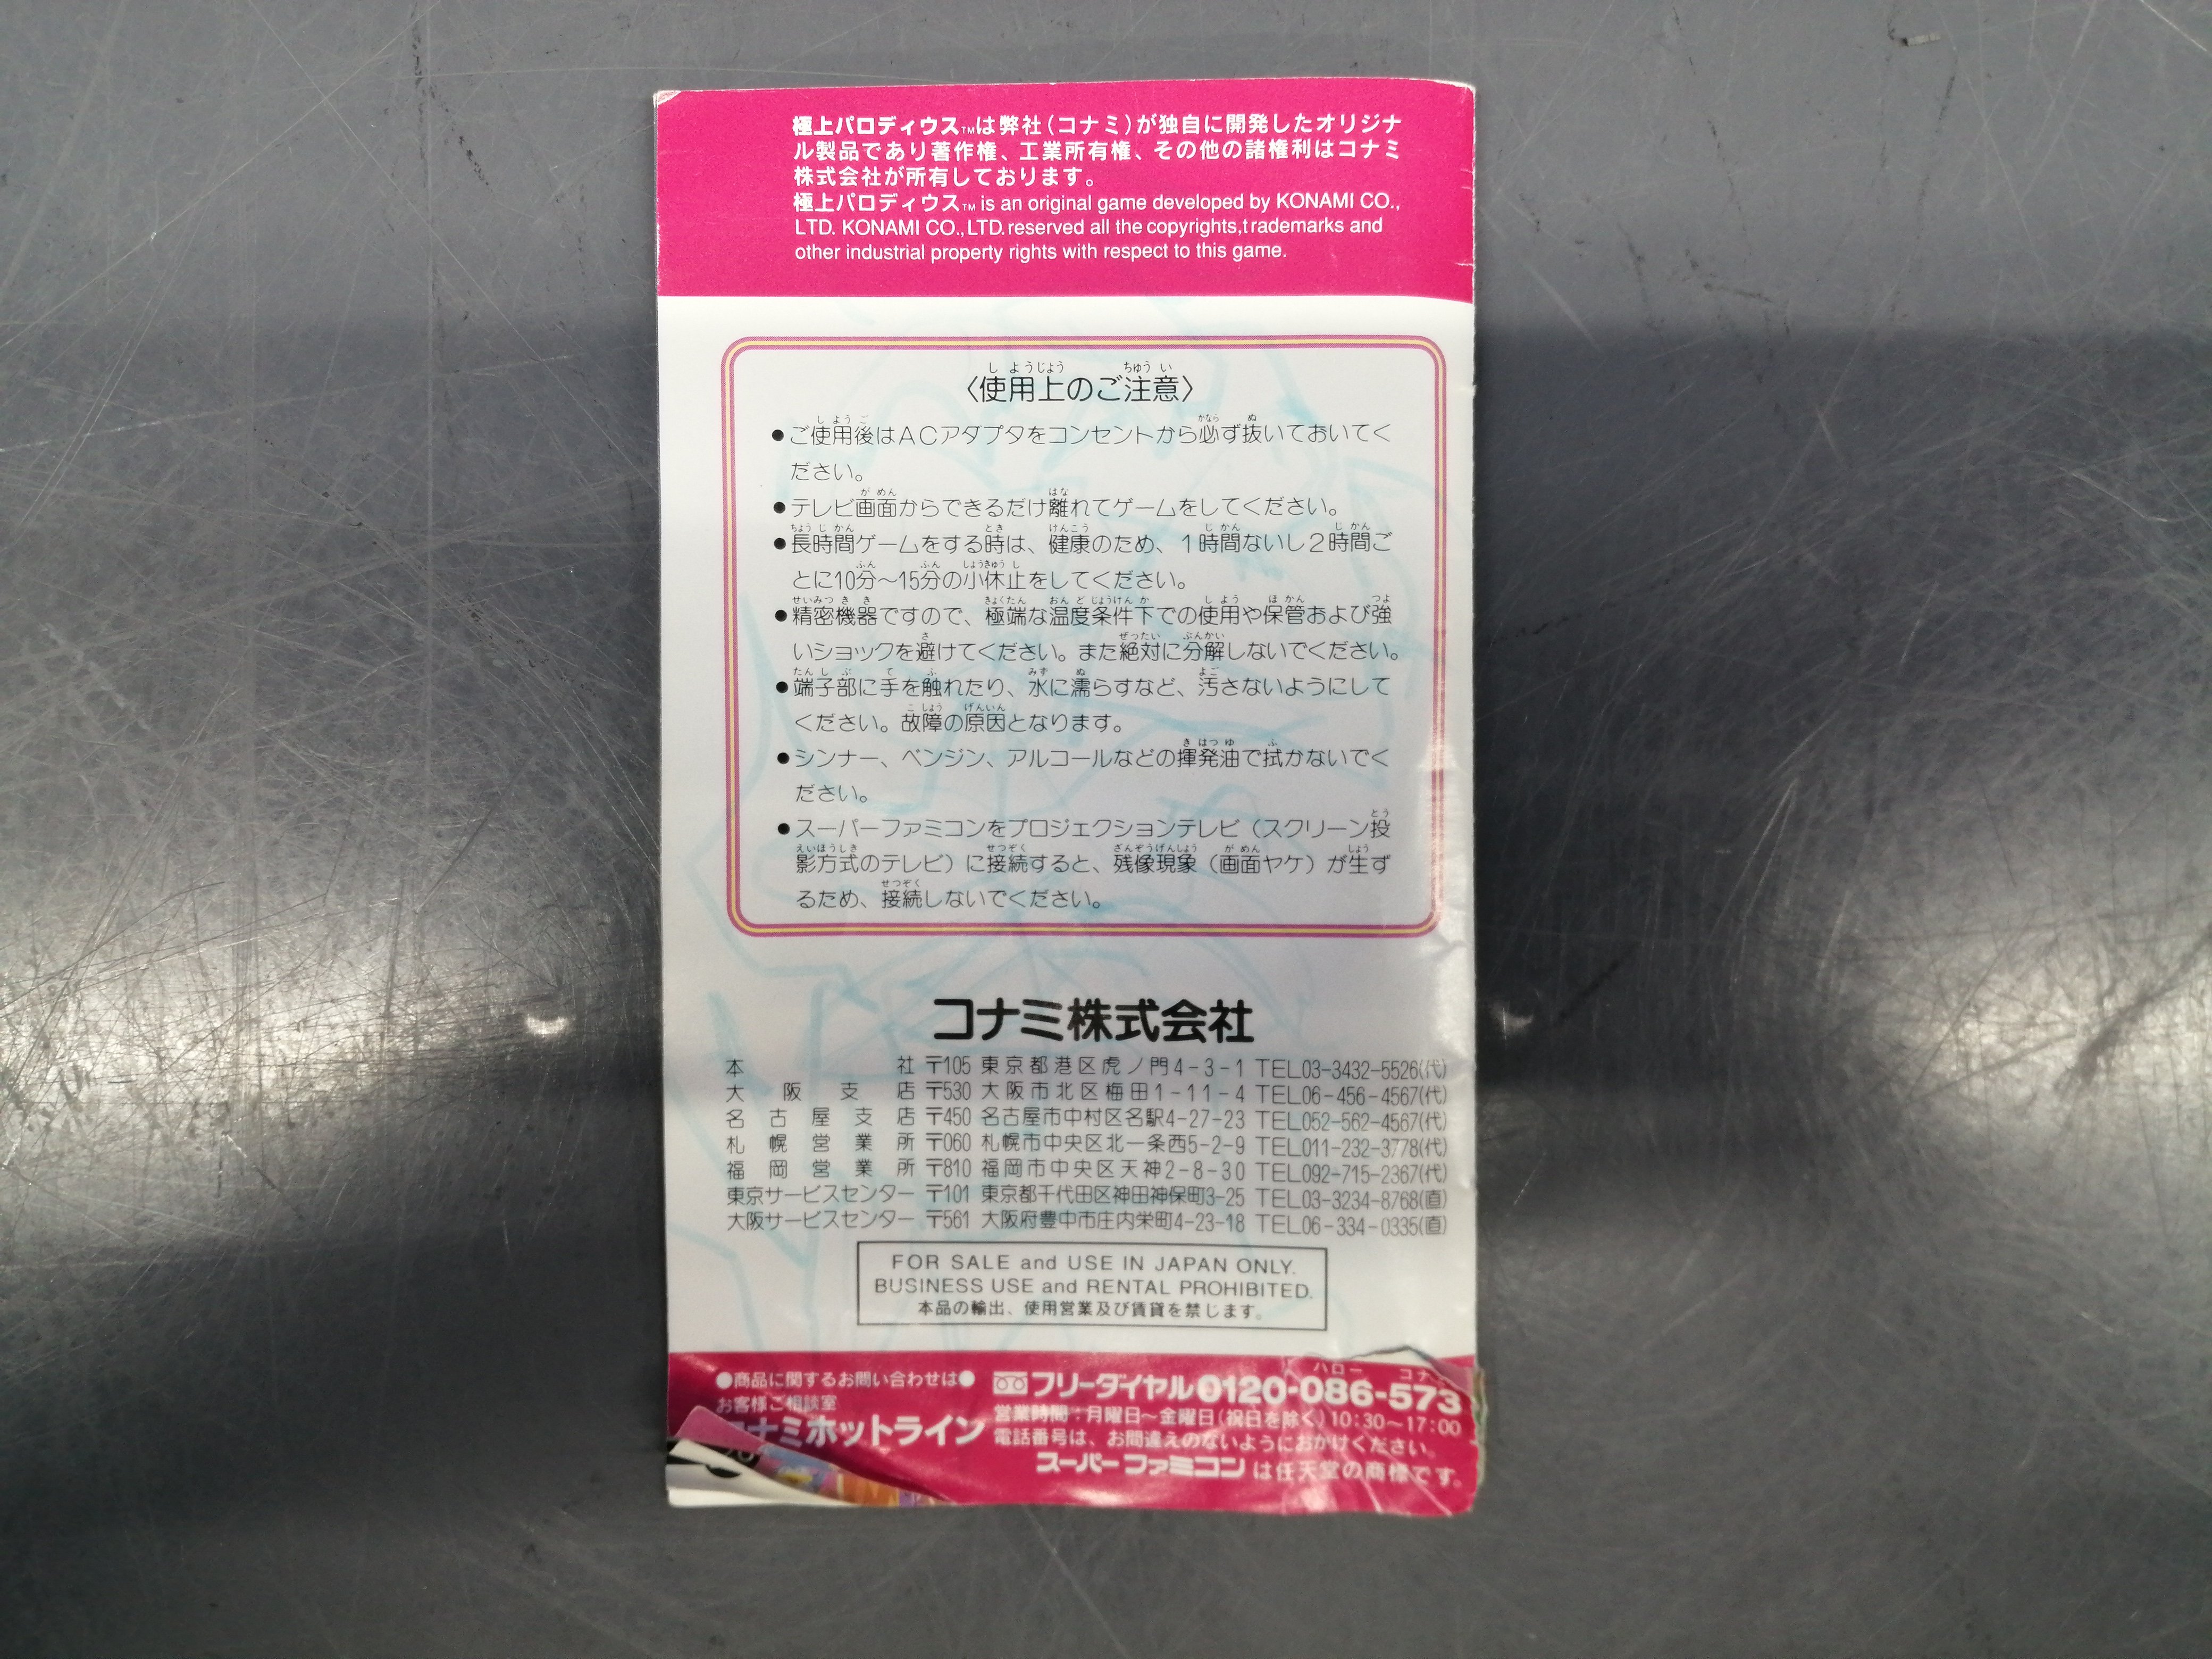 極上パロディウス™は弊社(コナミ)が独自に開発したオリジナ
ル製品であり著作権、工業所有権、その他の諸権利はコナミ
株式会社が所有しております。
極上パロディウス™ is an original game developed by KONAMI CO.,
LTD. KONAMI CO.,LTD. reserved all the copyrights,trademarks and
other industrial property rights with respect to this game.
〈使用上のご注意〉
●ご使用後はACアダプタをコンセントから必ず抜いておいてく
ださい。
●テレビ画面からできるだけ離れてゲームをしてください。
●長時間ゲームをする時は、健康のため、1時間ないし2時間ご
とに10分〜15分の小休止をしてください。
●精密機器ですので、極端な温度条件下での使用や保管および強
いショックを避けてください。また絶対に分解しないでください。
●端子部に手を触れたり、水に濡らすなど、汚さないようにして
ください。故障の原因となります。
●シンナー、ベンジン、アルコールなどの揮発油で拭かないでく
ださい。
●スーパーファミコンをプロジェクションテレビ(スクリーン投
影方式のテレビ)に接続すると、残像現象(画面ヤケ)が生ず
るため、接続しないでください。
コナミ株式会社
本社 〒105 東京都港区虎ノ門4-3-1 TEL03-3432-5526(代)
大阪支店 〒530 大阪市北区梅田1-11-4 TEL06-456-4567(代)
名古屋支店 〒450 名古屋市中村区名駅4-27-23 TEL052-562-4567(代)
札幌営業所 〒060 札幌市中央区北一条西5-2-9 TEL011-232-3778(代)
福岡営業所 〒810 福岡市中央区天神2-8-30 TEL092-715-2367(代)
東京サービスセンター 〒101 東京都千代田区神田神保町3-25 TEL03-3234-8768(直)
大阪サービスセンター 〒561 大阪府豊中市庄内栄町4-23-18 TEL06-334-0335(直)
FOR SALE and USE IN JAPAN ONLY.
BUSINESS USE and RENTAL PROHIBITED.
本品の輸出、使用営業及び賃貸を禁じます。
●商品に関するお問い合わせは●
お客様ご相談室
コナミホットライン
フリーダイヤル0120-086-573
営業時間:月曜日〜金曜日(祝日を除く)10:30〜17:00
電話番号は、お間違えのないようにおかけください。
スーパーファミコンは任天堂の商標です。